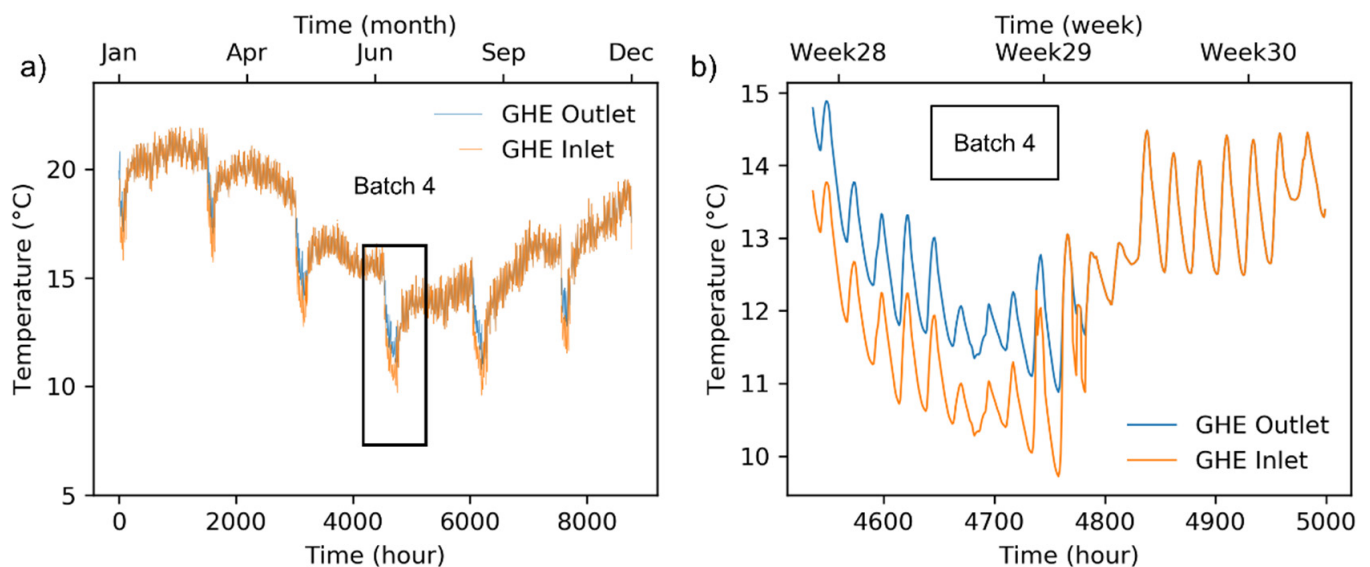 a)
Time (month)
Jan Apr Jun Sep Dec
Temperature (°C)
20
15
10
5
GHE Outlet
GHE Inlet
Batch 4
0 2000 4000 6000 8000
Time (hour)
b)
Time (week)
Week28 Week29 Week30
Temperature (°C)
15
14
13
12
11
10
Batch 4
GHE Outlet
GHE Inlet
4600 4700 4800 4900 5000
Time (hour)